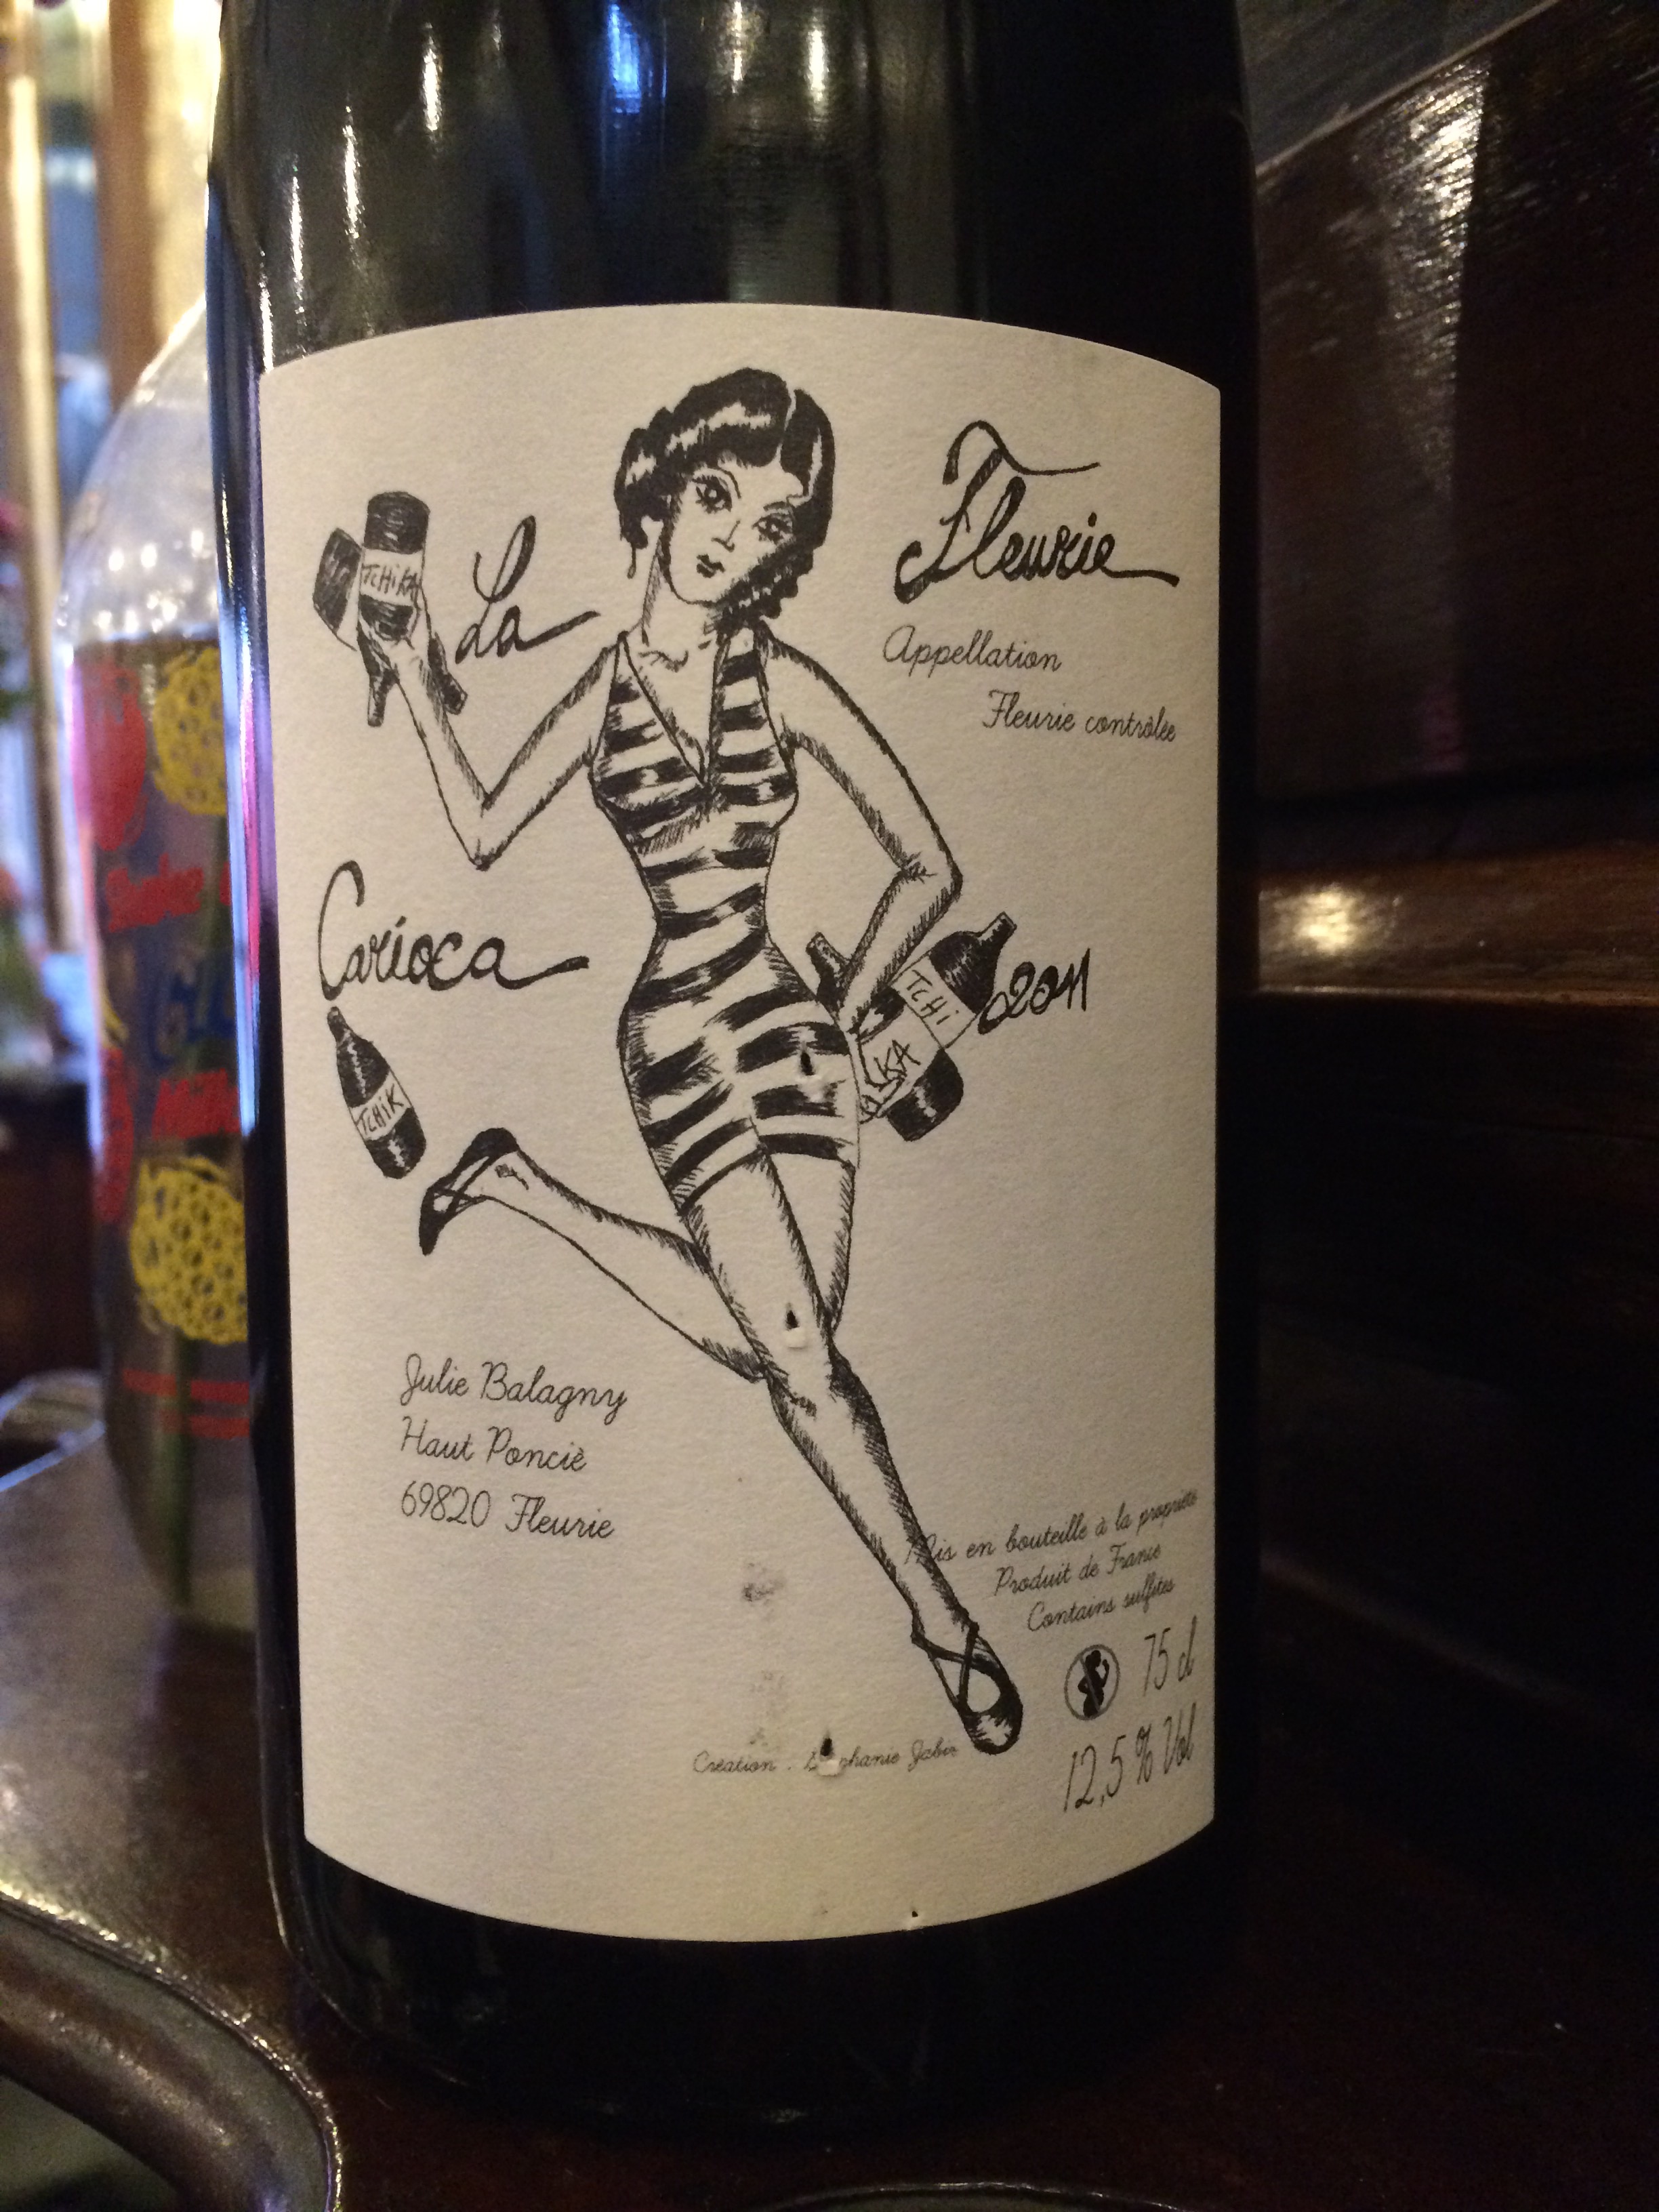 La
Fleurie
Appellation
Fleurie contrôlée
TCHIKA
Carioca
TCHi
KA
2011
TCHiK
Julie Balagny
Haut Poncié
69820 Fleurie
Mis en bouteille à la propriété
Produit de France
Contains sulfites
75 cl
12,5 % Vol
Création :